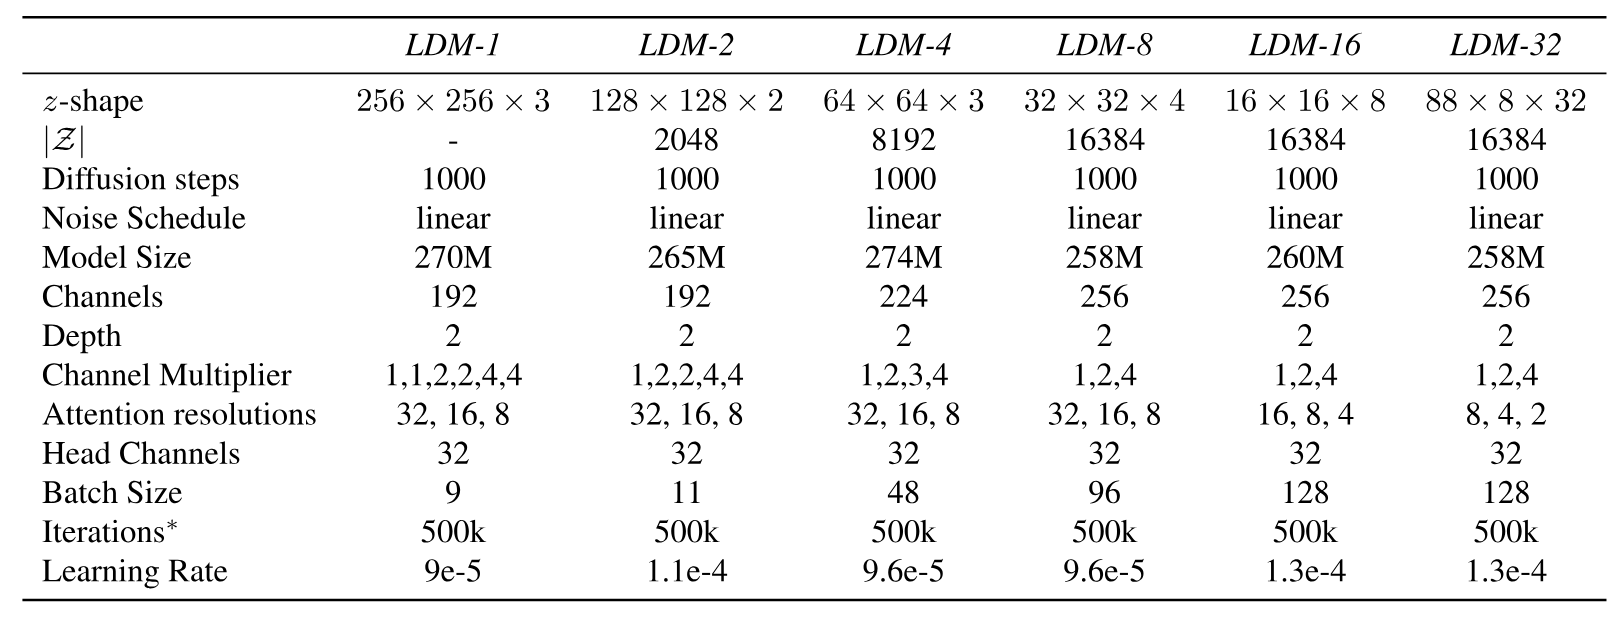 LDM-1 LDM-2 LDM-4 LDM-8 LDM-16 LDM-32
z-shape 256 × 256 × 3 128 × 128 × 2 64 × 64 × 3 32 × 32 × 4 16 × 16 × 8 88 × 8 × 32
|𝒵| - 2048 8192 16384 16384 16384
Diffusion steps 1000 1000 1000 1000 1000 1000
Noise Schedule linear linear linear linear linear linear
Model Size 270M 265M 274M 258M 260M 258M
Channels 192 192 224 256 256 256
Depth 2 2 2 2 2 2
Channel Multiplier 1,1,2,2,4,4 1,2,2,4,4 1,2,3,4 1,2,4 1,2,4 1,2,4
Attention resolutions 32, 16, 8 32, 16, 8 32, 16, 8 32, 16, 8 16, 8, 4 8, 4, 2
Head Channels 32 32 32 32 32 32
Batch Size 9 11 48 96 128 128
Iterations* 500k 500k 500k 500k 500k 500k
Learning Rate 9e-5 1.1e-4 9.6e-5 9.6e-5 1.3e-4 1.3e-4